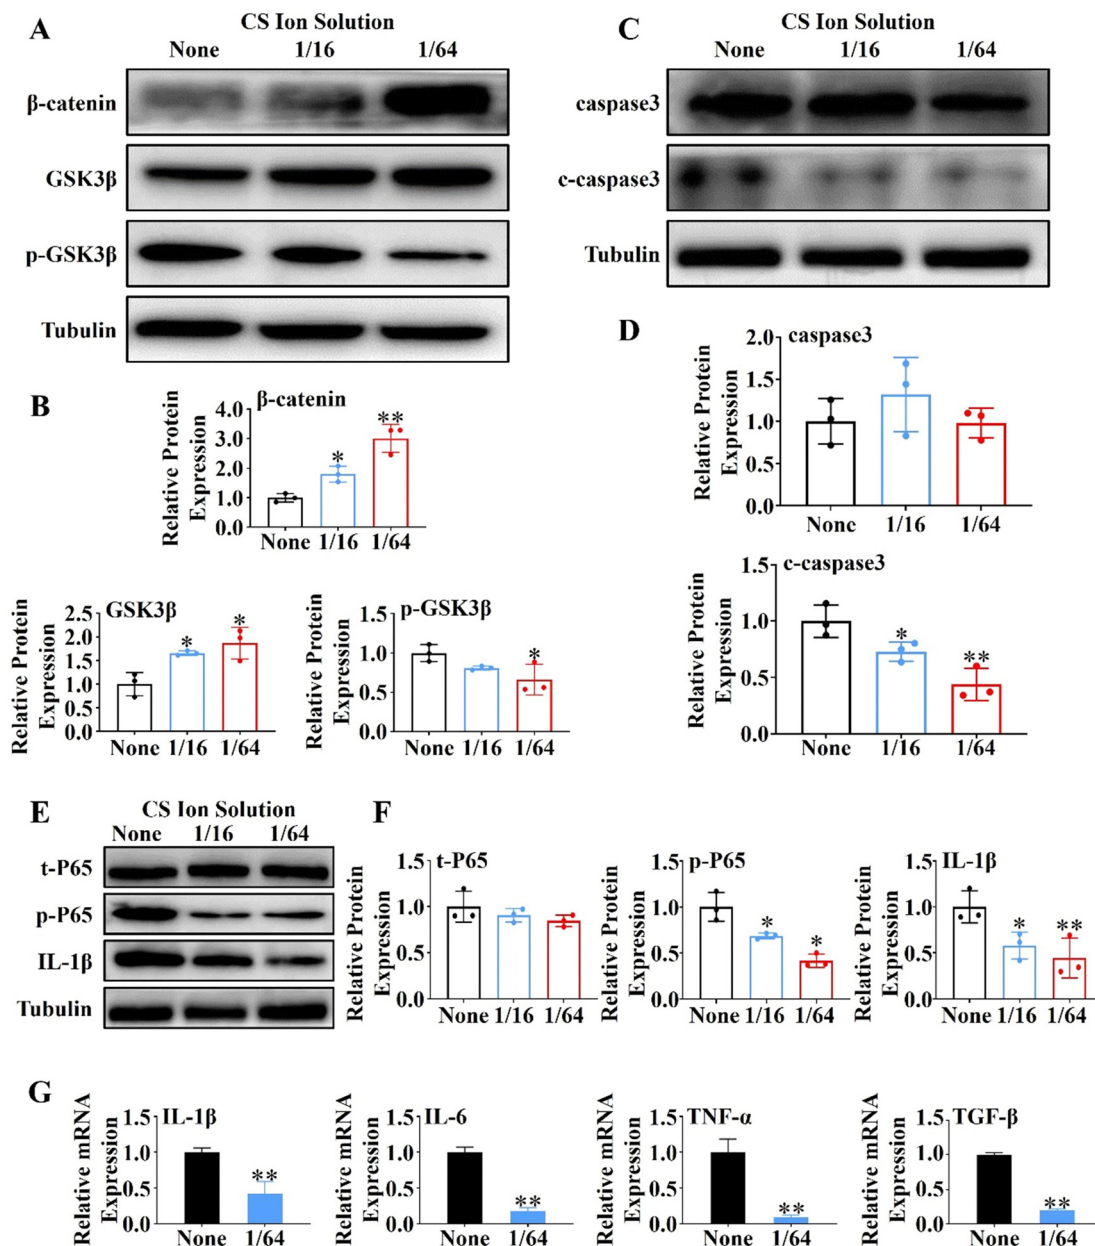 A
CS Ion Solution
None 1/16 1/64
β-catenin
GSK3β
p-GSK3β
Tubulin
B
β-catenin
Relative Protein
Expression
4.0
3.0
2.0
1.0
0.0
* **
None 1/16 1/64
GSK3β
Relative Protein
Expression
2.5
2.0
1.5
1.0
0.5
0.0
* *
None 1/16 1/64
p-GSK3β
Relative Protein
Expression
1.5
1.0
0.5
0.0
*
None 1/16 1/64
C
CS Ion Solution
None 1/16 1/64
caspase3
c-caspase3
Tubulin
D
caspase3
Relative Protein
Expression
2.0
1.5
1.0
0.5
0.0
None 1/16 1/64
c-caspase3
Relative Protein
Expression
1.5
1.0
0.5
0.0
* **
None 1/16 1/64
E
CS Ion Solution
None 1/16 1/64
t-P65
p-P65
IL-1β
Tubulin
F
t-P65
Relative Protein
Expression
1.5
1.0
0.5
0.0
None 1/16 1/64
p-P65
Relative Protein
Expression
1.5
1.0
0.5
0.0
* *
None 1/16 1/64
IL-1β
Relative Protein
Expression
1.5
1.0
0.5
0.0
* **
None 1/16 1/64
G
IL-1β
Relative mRNA
Expression
1.5
1.0
0.5
0.0
**
None 1/64
IL-6
Relative mRNA
Expression
1.5
1.0
0.5
0.0
**
None 1/64
TNF-α
Relative mRNA
Expression
1.5
1.0
0.5
0.0
**
None 1/64
TGF-β
Relative mRNA
Expression
1.5
1.0
0.5
0.0
**
None 1/64